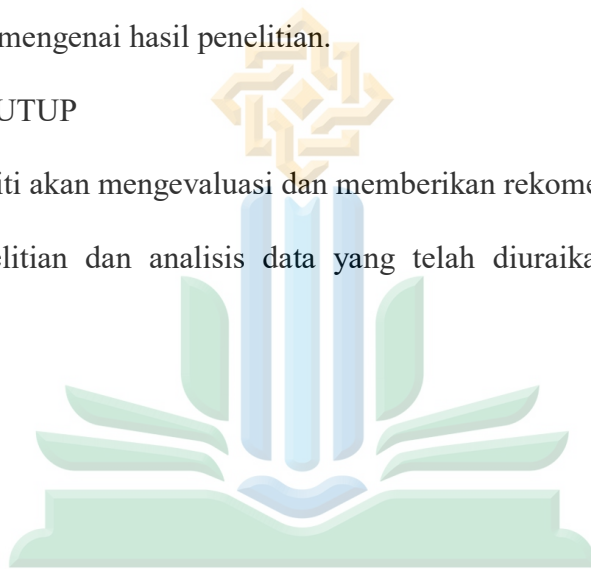 mengenai hasil penelitian.
UTUP
iti akan mengevaluasi dan memberikan rekome
elitian dan analisis data yang telah diuraika